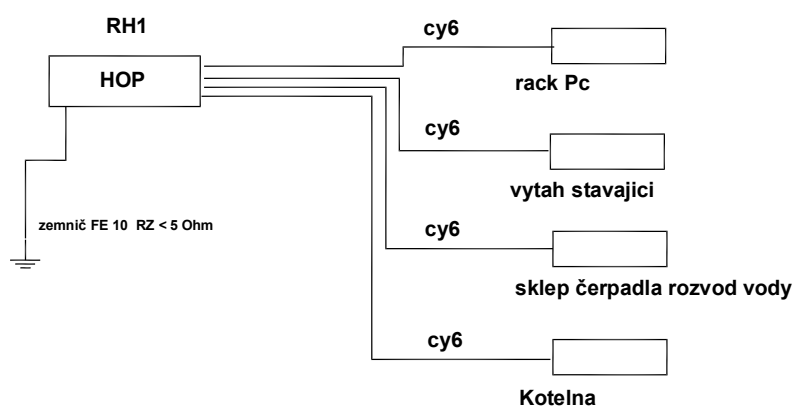 RH1
HOP
cy6
rack Pc
cy6
vytah stavajici
zemnič FE 10 RZ < 5 Ohm
cy6
sklep čerpadla rozvod vody
cy6
Kotelna